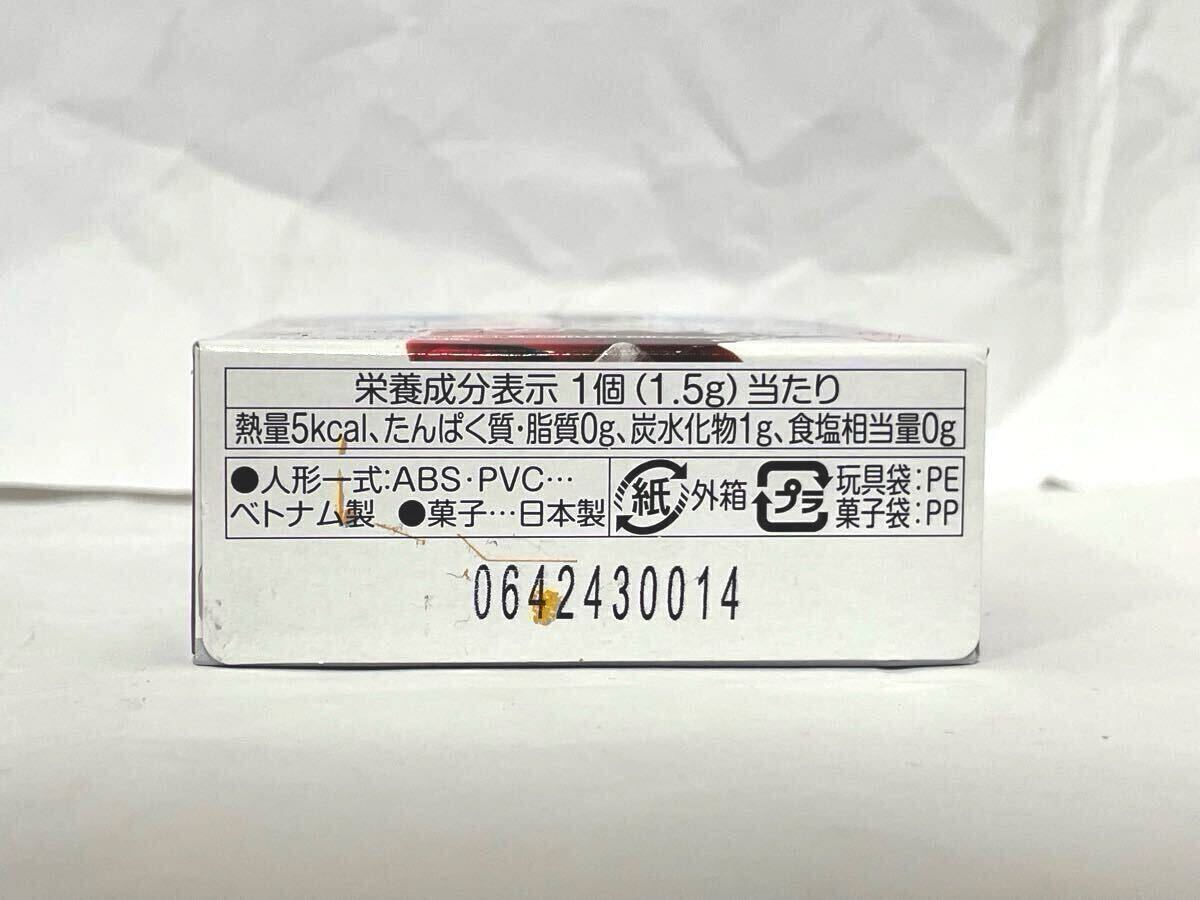 栄養成分表示 1個(1.5g)当たり
熱量5kcal、たんぱく質・脂質0g、炭水化物1g、食塩相当量0g
●人形一式:ABS・PVC…
ベトナム製 ●菓子…日本製
紙 外箱
プラ 玩具袋:PE
菓子袋:PP
0642430014